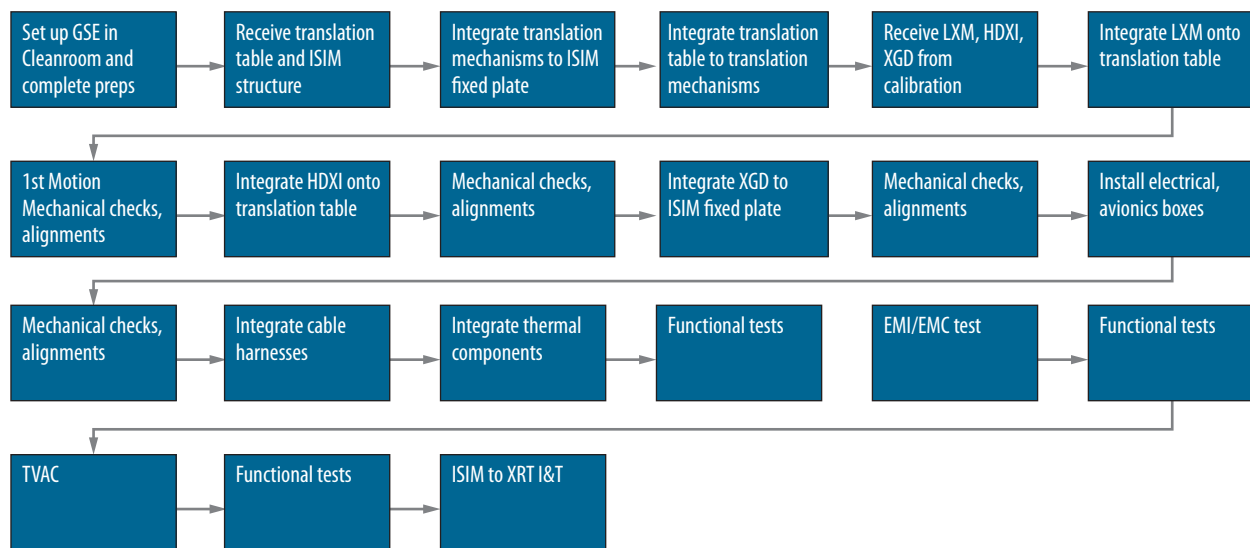 Set up GSE in
Cleanroom and
complete preps
Receive translation
table and ISIM
structure
Integrate translation
mechanisms to ISIM
fixed plate
Integrate translation
table to translation
mechanisms
Receive LXM, HDXI,
XGD from
calibration
Integrate LXM onto
translation table
1st Motion
Mechanical checks,
alignments
Integrate HDXI onto
translation table
Mechanical checks,
alignments
Integrate XGD to
ISIM fixed plate
Mechanical checks,
alignments
Install electrical,
avionics boxes
Mechanical checks,
alignments
Integrate cable
harnesses
Integrate thermal
components
Functional tests
EMI/EMC test
Functional tests
TVAC
Functional tests
ISIM to XRT I&T